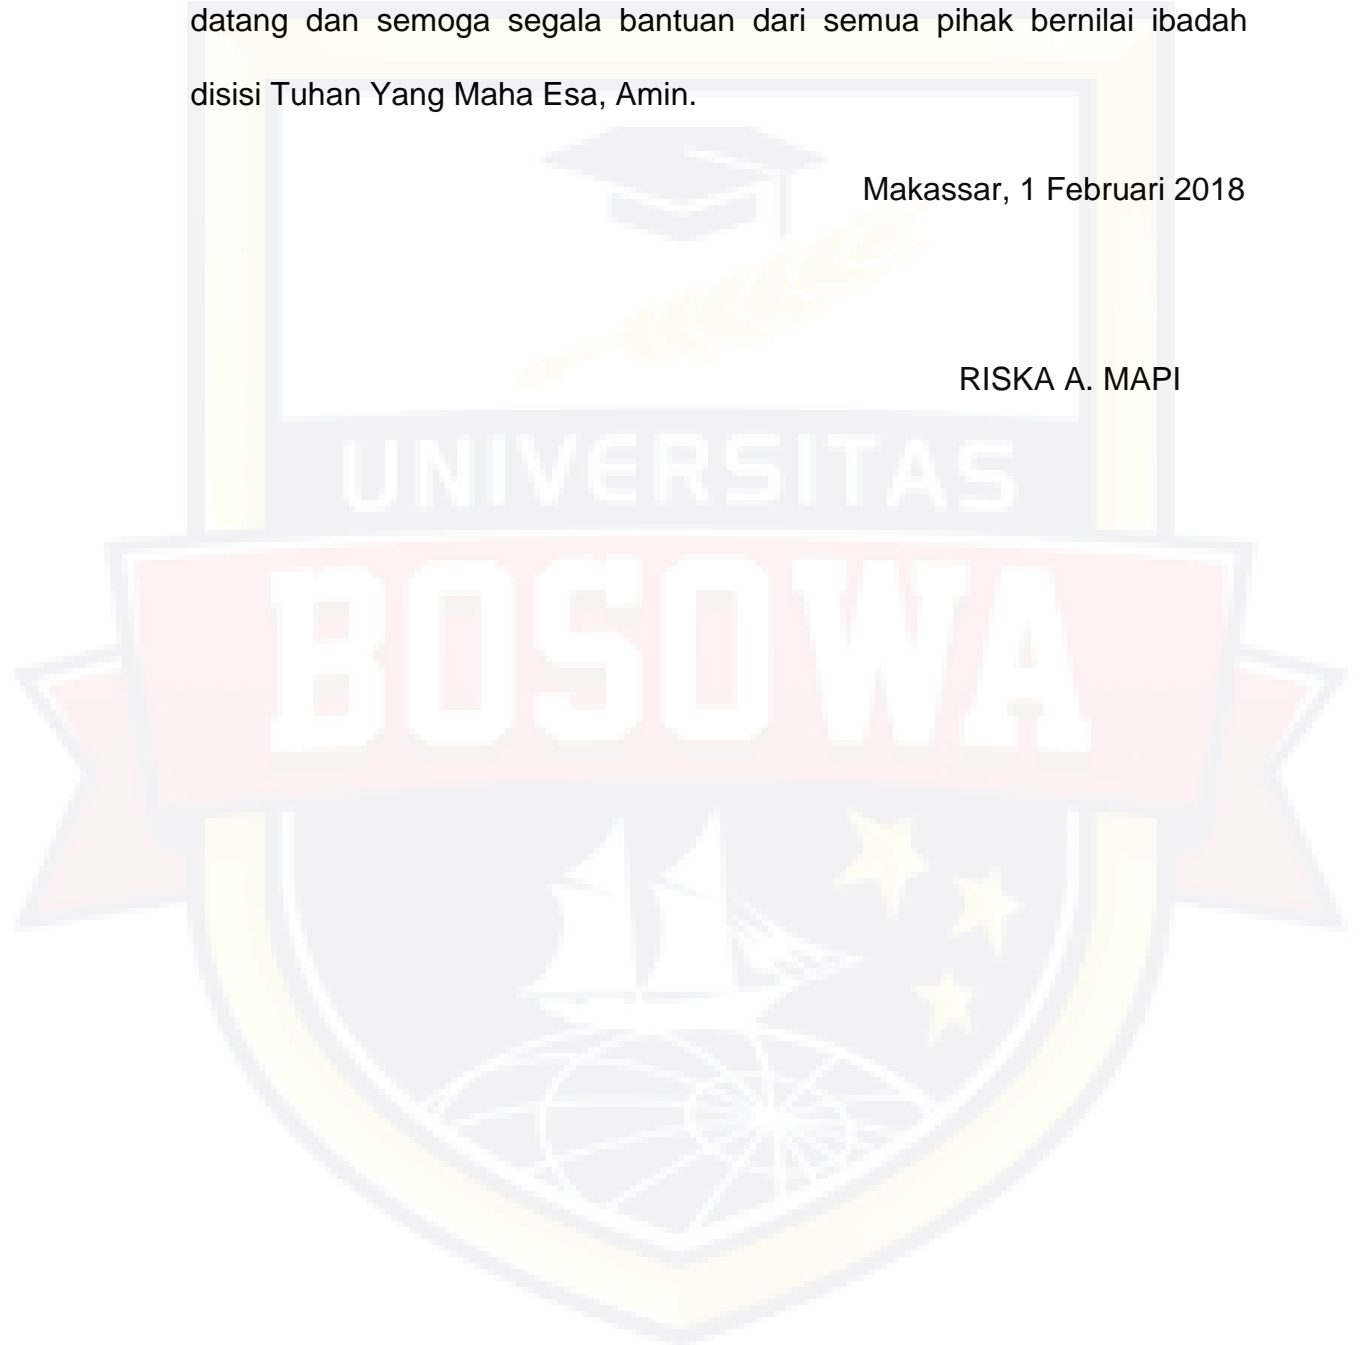 datang dan semoga segala bantuan dari semua pihak bernilai ibadah
disisi Tuhan Yang Maha Esa, Amin.
Makassar, 1 Februari 2018
RISKA A. MAPI
UNIVERSITAS
BOSOWA